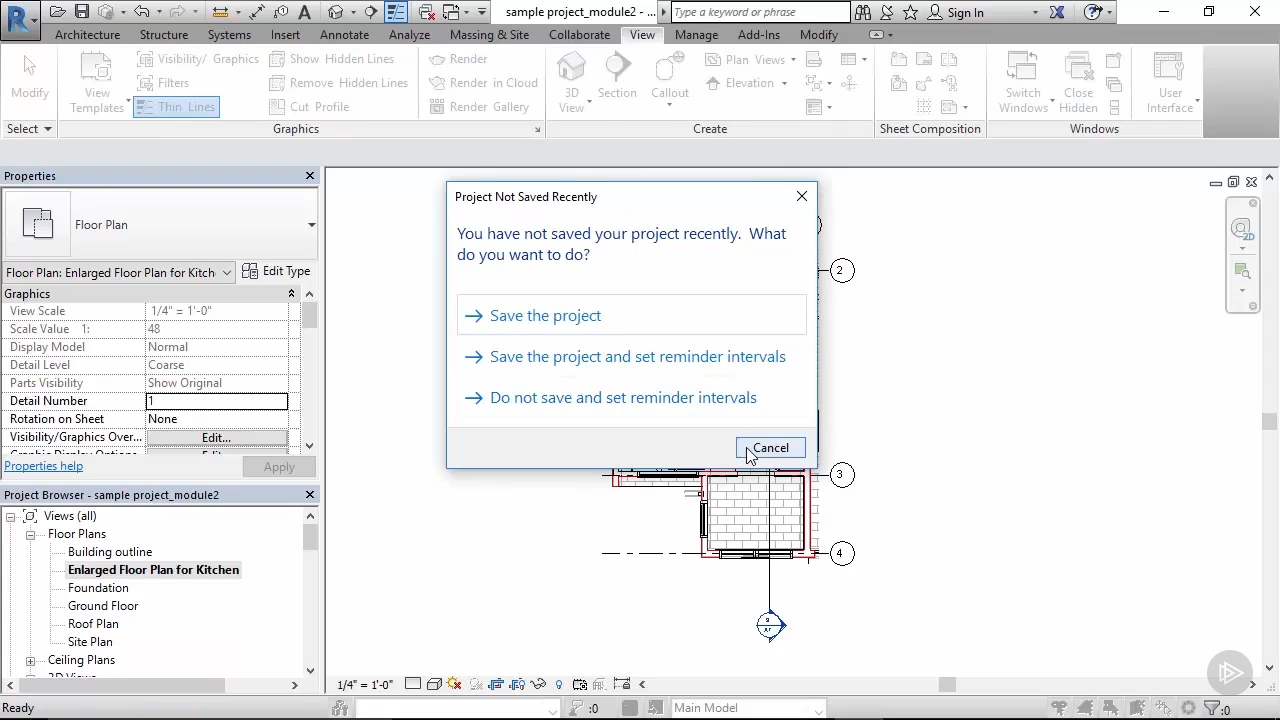 sample project_module2 - ...
Type a keyword or phrase
Sign In
Architecture
Structure
Systems
Insert
Annotate
Analyze
Massing & Site
Collaborate
View
Manage
Add-Ins
Modify
Modify
View
Templates
Visibility/ Graphics
Filters
Thin Lines
Show Hidden Lines
Remove Hidden Lines
Cut Profile
Render
Render in Cloud
Render Gallery
3D
View
Section
Callout
Plan Views
Elevation
Switch
Windows
Close
Hidden
User
Interface
Select
Graphics
Create
Sheet Composition
Windows
Properties
Floor Plan
Floor Plan: Enlarged Floor Plan for Kitch
Edit Type
Graphics
View Scale
1/4" = 1'-0"
Scale Value 1:
48
Display Model
Normal
Detail Level
Coarse
Parts Visibility
Show Original
Detail Number
1
Rotation on Sheet
None
Visibility/Graphics Over...
Edit...
Properties help
Apply
Project Browser - sample project_module2
Views (all)
Floor Plans
Building outline
Enlarged Floor Plan for Kitchen
Foundation
Ground Floor
Roof Plan
Site Plan
Ceiling Plans
Project Not Saved Recently
You have not saved your project recently. What
do you want to do?
Save the project
Save the project and set reminder intervals
Do not save and set reminder intervals
Cancel
2
3
4
2D
1/4" = 1'-0"
Ready
:0
Main Model
:0